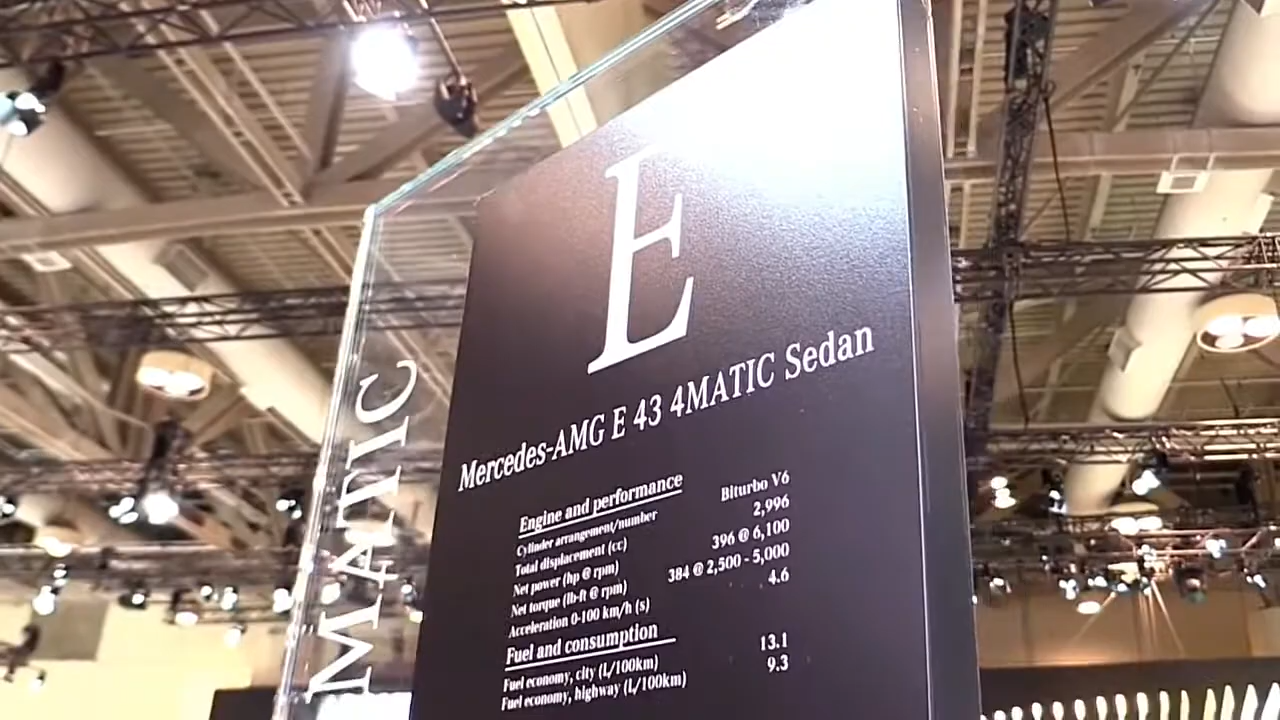 E
Mercedes-AMG E 43 4MATIC Sedan
Engine and performance
Cylinder arrangement/number Biturbo V6
Total displacement (cc) 2,996
Net power (hp @ rpm) 396 @ 6,100
Net torque (lb-ft @ rpm) 384 @ 2,500 - 5,000
Acceleration 0-100 km/h (s) 4.6
Fuel and consumption
Fuel economy, city (L/100km) 13.1
Fuel economy, highway (L/100km) 9.3
MATIC